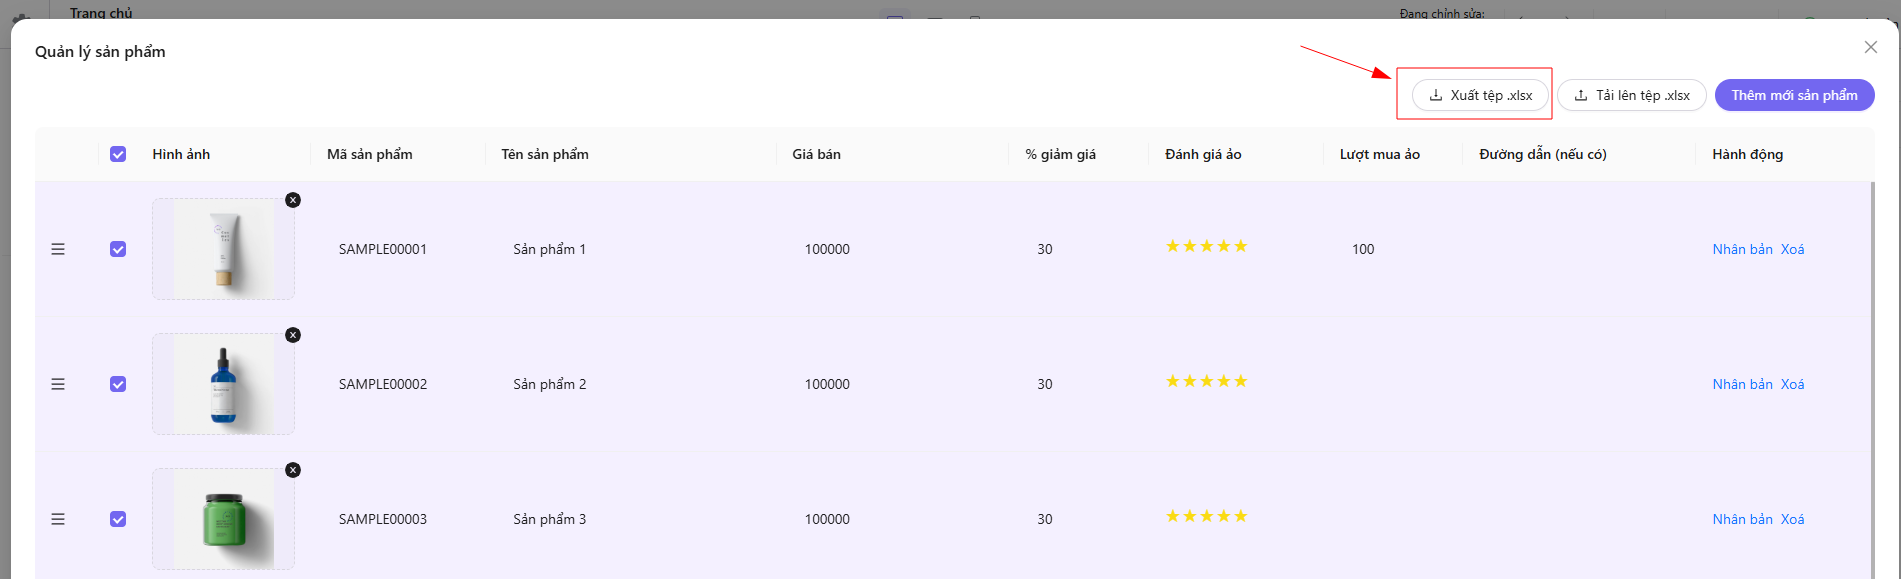 Trang chủ
Đang chỉnh sửa:
Quản lý sản phẩm
Xuất tệp .xlsx
Tải lên tệp .xlsx
Thêm mới sản phẩm
Hình ảnh Mã sản phẩm Tên sản phẩm Giá bán % giảm giá Đánh giá ảo Lượt mua ảo Đường dẫn (nếu có) Hành động
SAMPLE00001 Sản phẩm 1 100000 30 100 Nhân bản Xoá
SAMPLE00002 Sản phẩm 2 100000 30 Nhân bản Xoá
SAMPLE00003 Sản phẩm 3 100000 30 Nhân bản Xoá